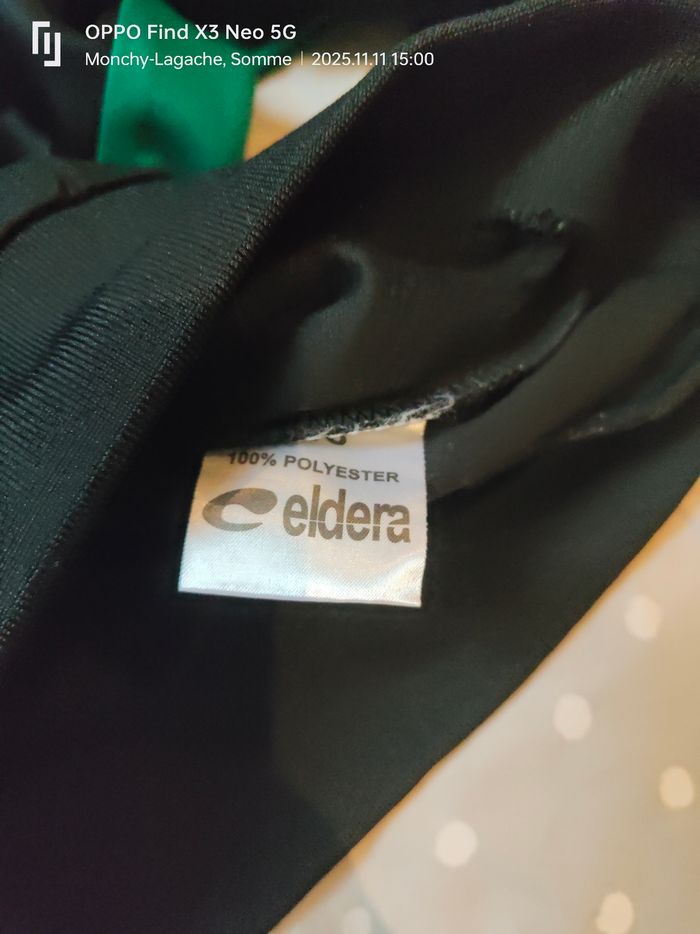 OPPO Find X3 Neo 5G
Monchy-Lagache, Somme | 2025.11.11 15:00
100% POLYESTER
eldera